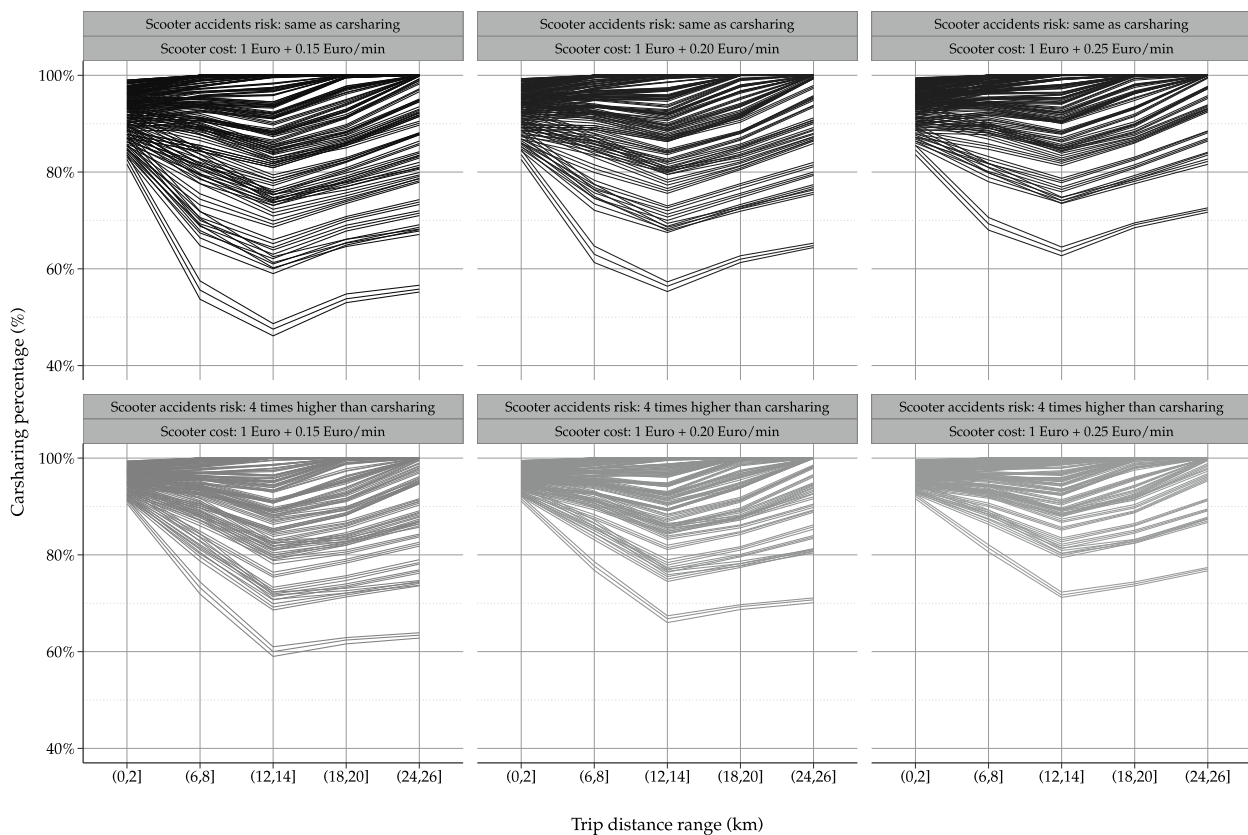 Scooter accidents risk: same as carsharing
Scooter cost: 1 Euro + 0.15 Euro/min
Scooter accidents risk: same as carsharing
Scooter cost: 1 Euro + 0.20 Euro/min
Scooter accidents risk: same as carsharing
Scooter cost: 1 Euro + 0.25 Euro/min
100%
80%
60%
40%
Scooter accidents risk: 4 times higher than carsharing
Scooter cost: 1 Euro + 0.15 Euro/min
Scooter accidents risk: 4 times higher than carsharing
Scooter cost: 1 Euro + 0.20 Euro/min
Scooter accidents risk: 4 times higher than carsharing
Scooter cost: 1 Euro + 0.25 Euro/min
100%
80%
60%
40%
Carsharing percentage (%)
(0,2] (6,8] (12,14] (18,20] (24,26]
(0,2] (6,8] (12,14] (18,20] (24,26]
(0,2] (6,8] (12,14] (18,20] (24,26]
Trip distance range (km)